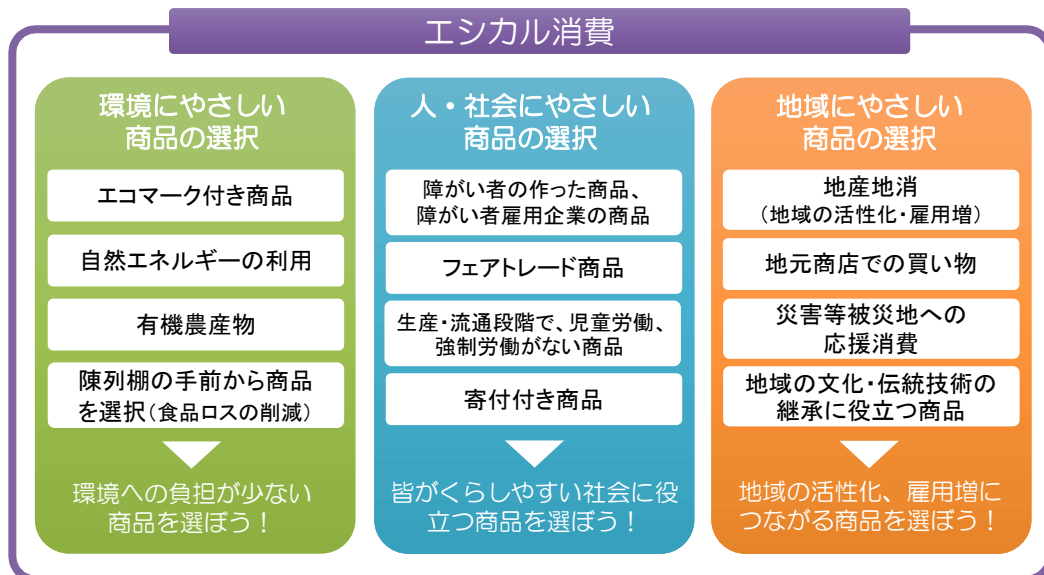 エシカル消費
環境にやさしい
商品の選択
エコマーク付き商品
自然エネルギーの利用
有機農産物
陳列棚の手前から商品
を選択(食品ロスの削減)
環境への負担が少ない
商品を選ぼう!
人・社会にやさしい
商品の選択
障がい者の作った商品、
障がい者雇用企業の商品
フェアトレード商品
生産・流通段階で、児童労働、
強制労働がない商品
寄付付き商品
皆がくらしやすい社会に役
立つ商品を選ぼう!
地域にやさしい
商品の選択
地産地消
(地域の活性化・雇用増)
地元商店での買い物
災害等被災地への
応援消費
地域の文化・伝統技術の
継承に役立つ商品
地域の活性化、雇用増に
つながる商品を選ぼう!